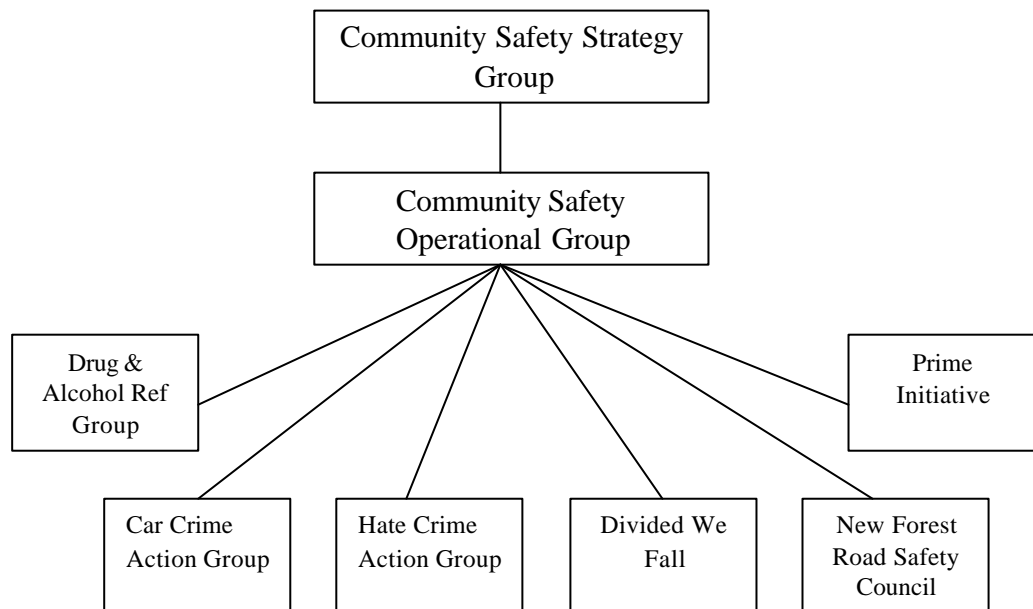 Community Safety Strategy
Group
Community Safety
Operational Group
Drug &
Alcohol Ref
Group
Prime
Initiative
Car Crime
Action Group
Hate Crime
Action Group
Divided We
Fall
New Forest
Road Safety
Council